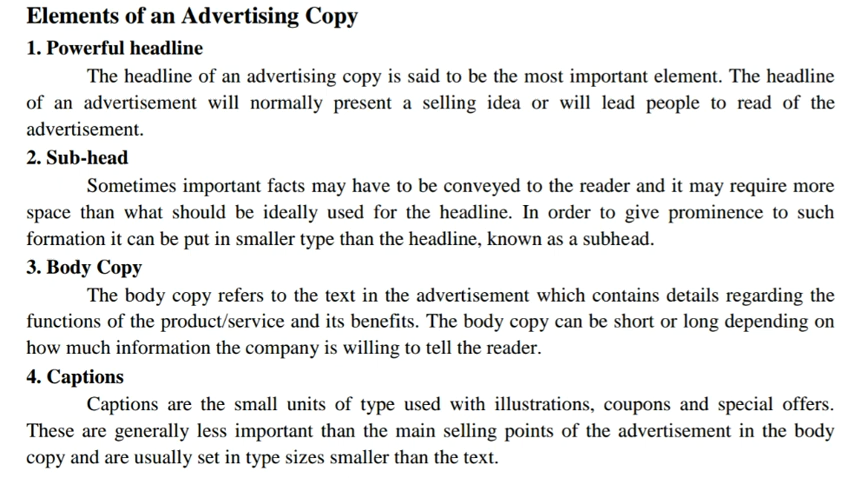 Elements of an Advertising Copy
1. Powerful headline
The headline of an advertising copy is said to be the most important element. The headline
of an advertisement will normally present a selling idea or will lead people to read of the
advertisement.
2. Sub-head
Sometimes important facts may have to be conveyed to the reader and it may require more
space than what should be ideally used for the headline. In order to give prominence to such
formation it can be put in smaller type than the headline, known as a subhead.
3. Body Copy
The body copy refers to the text in the advertisement which contains details regarding the
functions of the product/service and its benefits. The body copy can be short or long depending on
how much information the company is willing to tell the reader.
4. Captions
Captions are the small units of type used with illustrations, coupons and special offers.
These are generally less important than the main selling points of the advertisement in the body
copy and are usually set in type sizes smaller than the text.